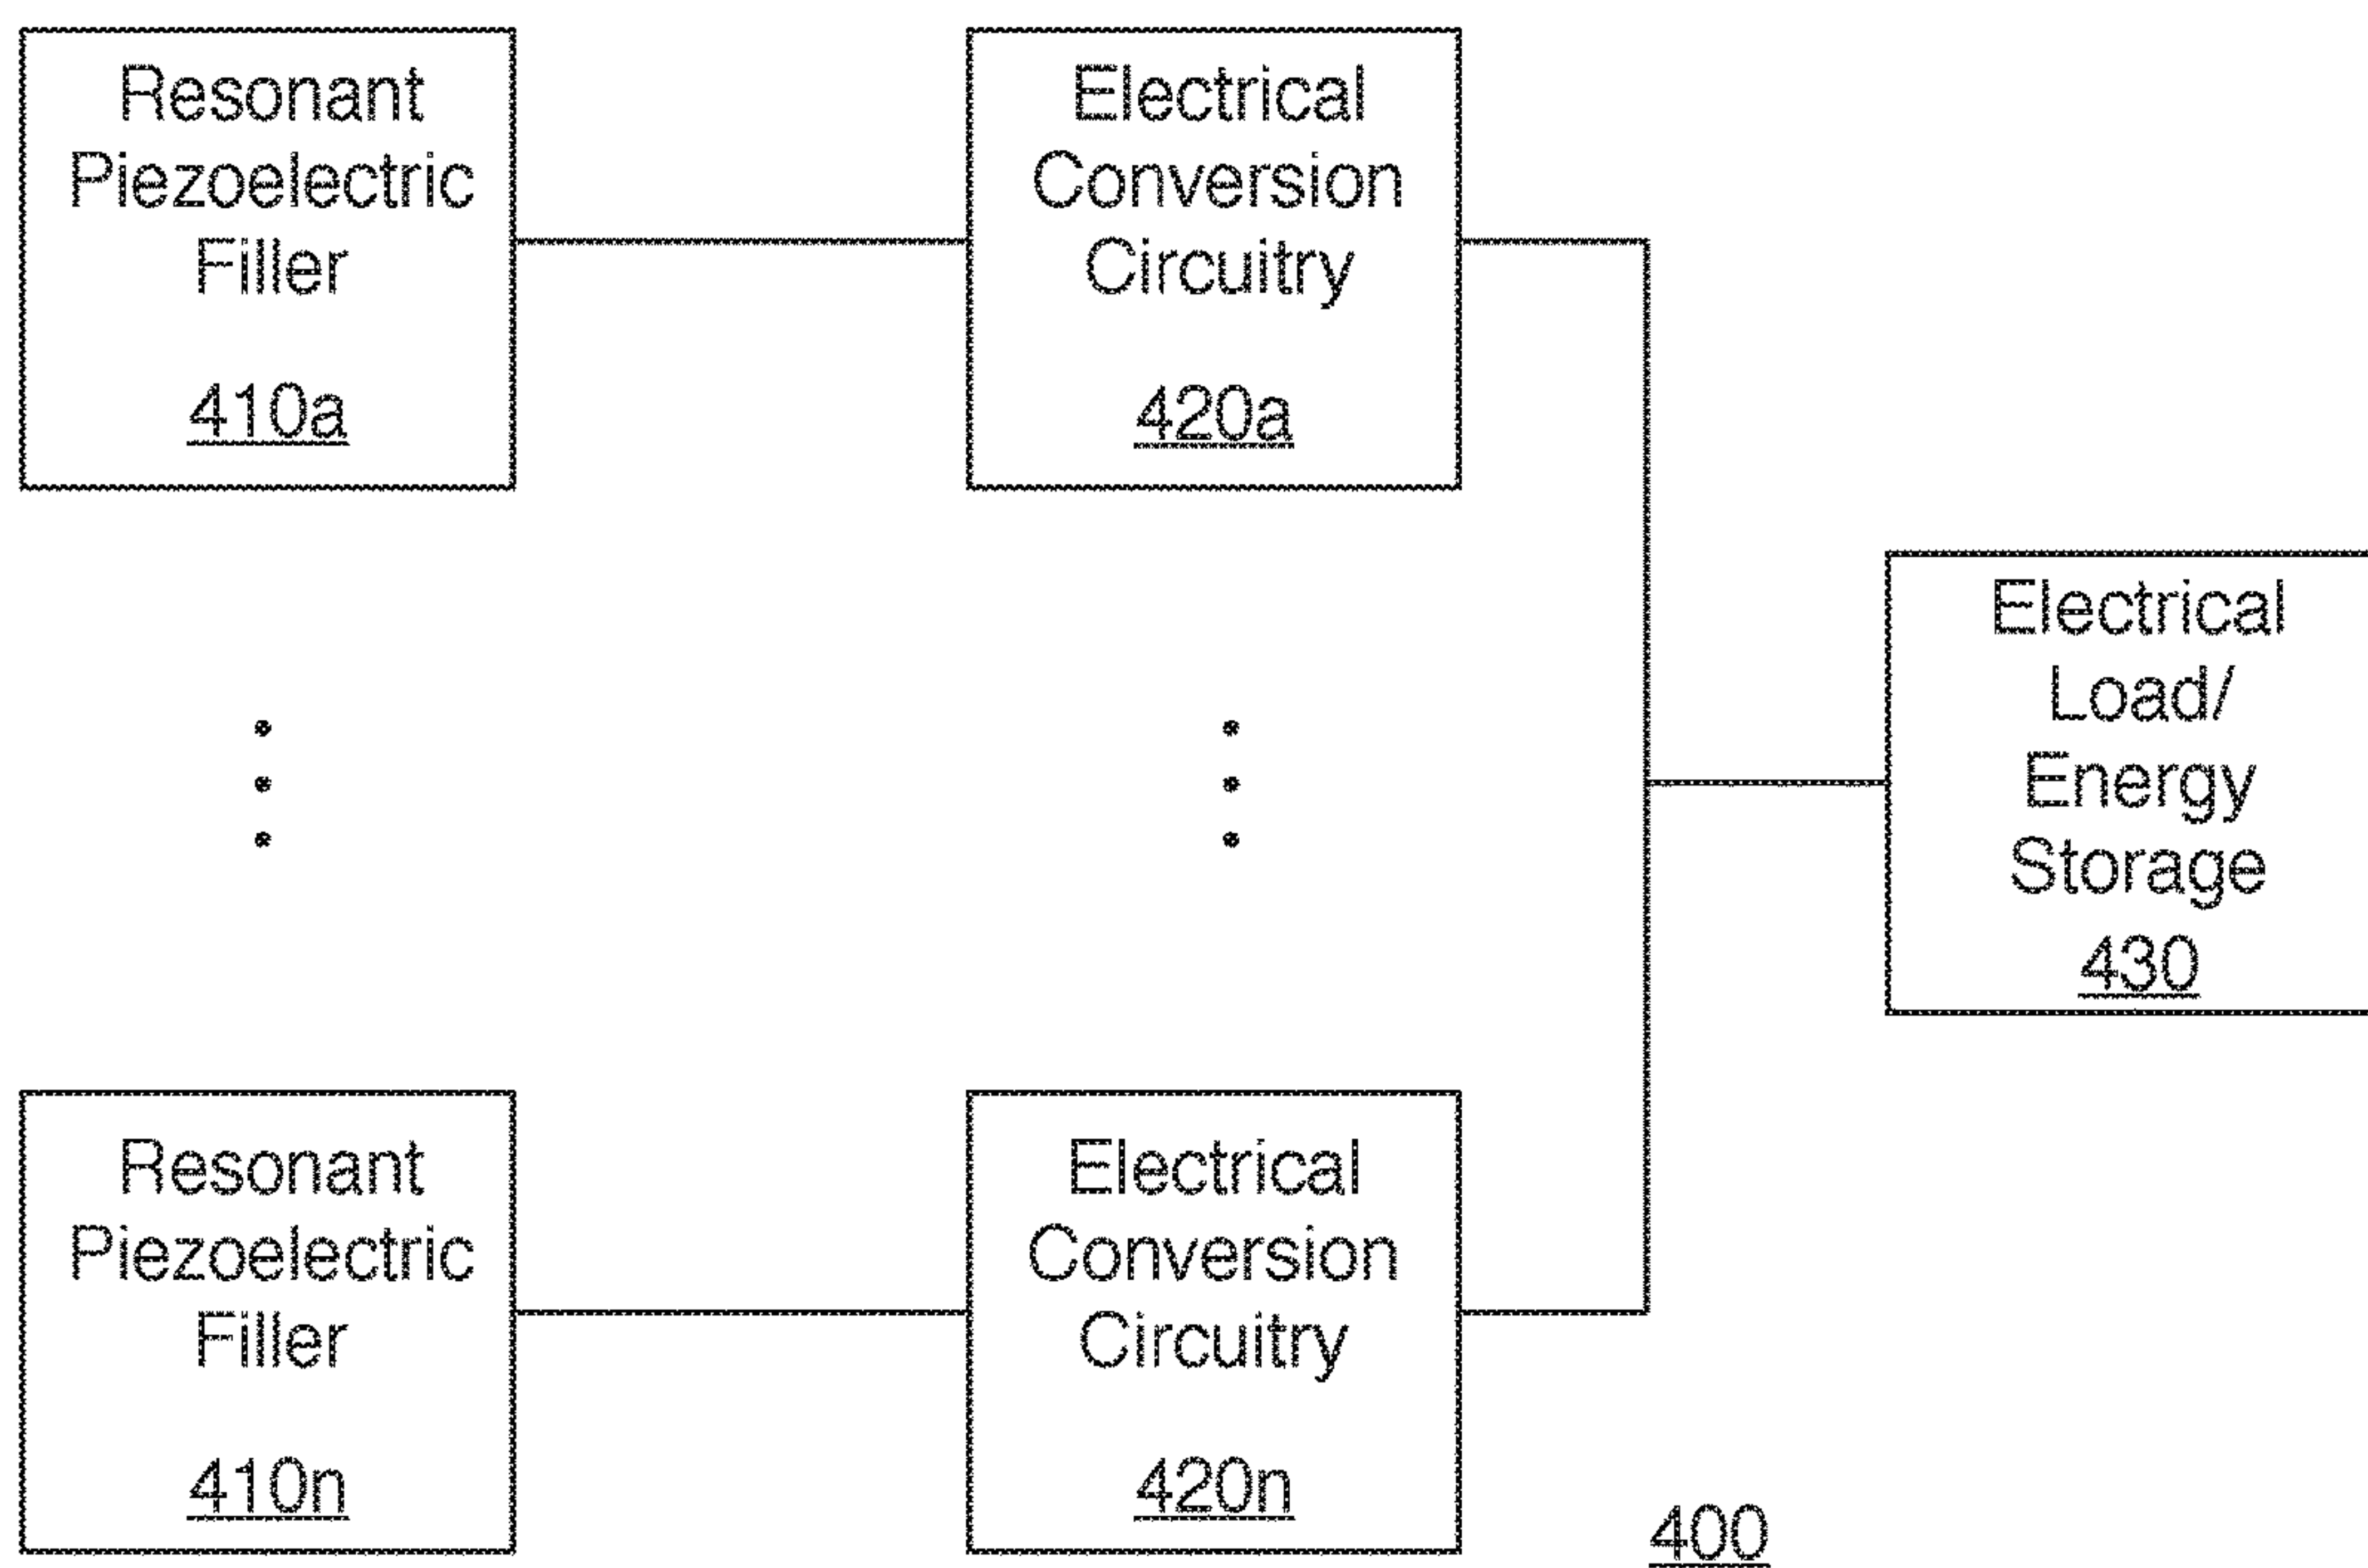 Resonant
Piezoelectric
Filler
410a
Electrical
Conversion
Circuitry
420a
Electrical
Load/
Energy
Storage
430
Resonant
Piezoelectric
Filler
410n
Electrical
Conversion
Circuitry
420n
400